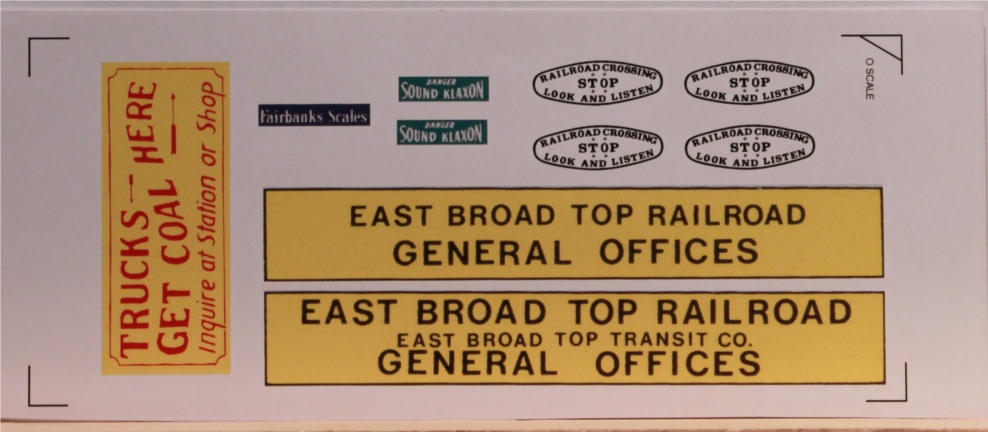 TRUCKS—
GET COAL HERE
Inquire at Station or Shop
Fairbanks Scales
DANGER
SOUND KLAXON
DANGER
SOUND KLAXON
RAILROAD CROSSING
STOP
LOOK AND LISTEN
RAILROAD CROSSING
STOP
LOOK AND LISTEN
RAILROAD CROSSING
STOP
LOOK AND LISTEN
RAILROAD CROSSING
STOP
LOOK AND LISTEN
O SCALE
EAST BROAD TOP RAILROAD
GENERAL OFFICES
EAST BROAD TOP RAILROAD
EAST BROAD TOP TRANSIT CO.
GENERAL OFFICES